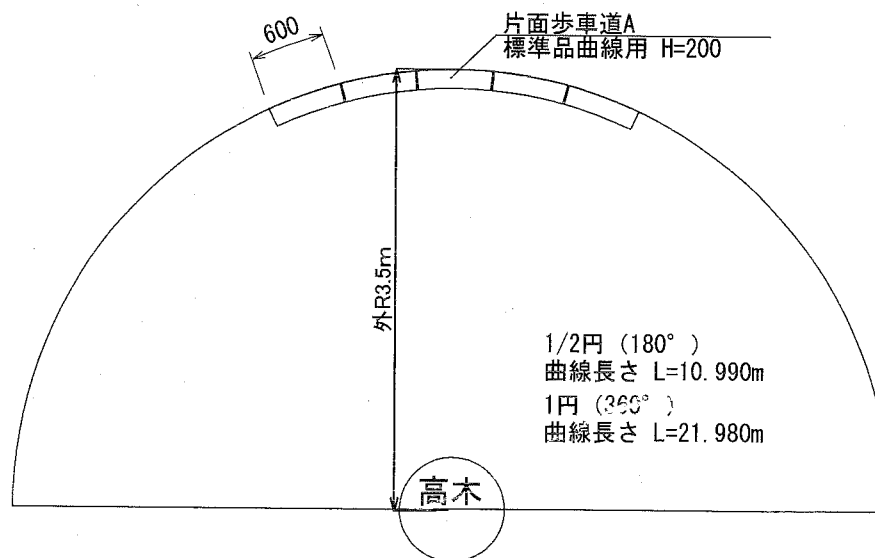 600
片面歩車道A
標準品曲線用 H=200
外R3.5m
1/2円 (180°)
曲線長さ L=10.990m
1円 (360°)
曲線長さ L=21.980m
高木